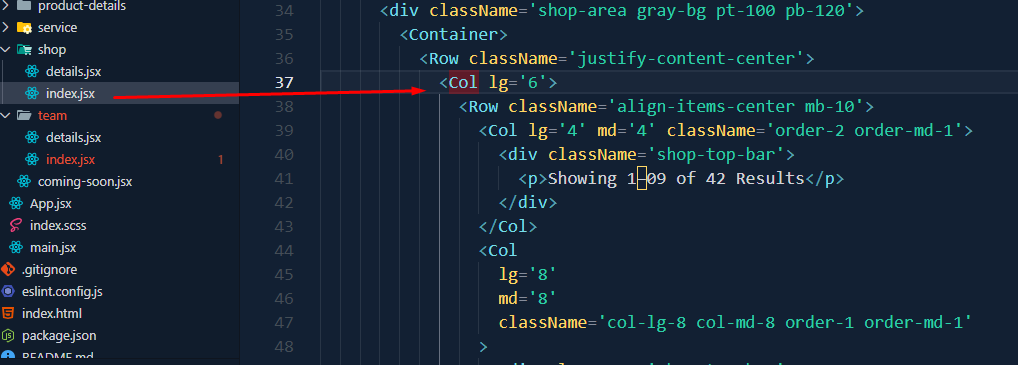 product-details
service
shop
details.jsx
index.jsx
team
details.jsx
index.jsx 1
coming-soon.jsx
App.jsx
index.scss
main.jsx
.gitignore
eslint.config.js
index.html
package.json
README.md
34 <div className='shop-area gray-bg pt-100 pb-120'>
35 <Container>
36 <Row className='justify-content-center'>
37 <Col lg='6'>
38 <Row className='align-items-center mb-10'>
39 <Col lg='4' md='4' className='order-2 order-md-1'>
40 <div className='shop-top-bar'>
41 <p>Showing 1–09 of 42 Results</p>
42 </div>
43 </Col>
44 <Col
45 lg='8'
46 md='8'
47 className='col-lg-8 col-md-8 order-1 order-md-1'
48 >